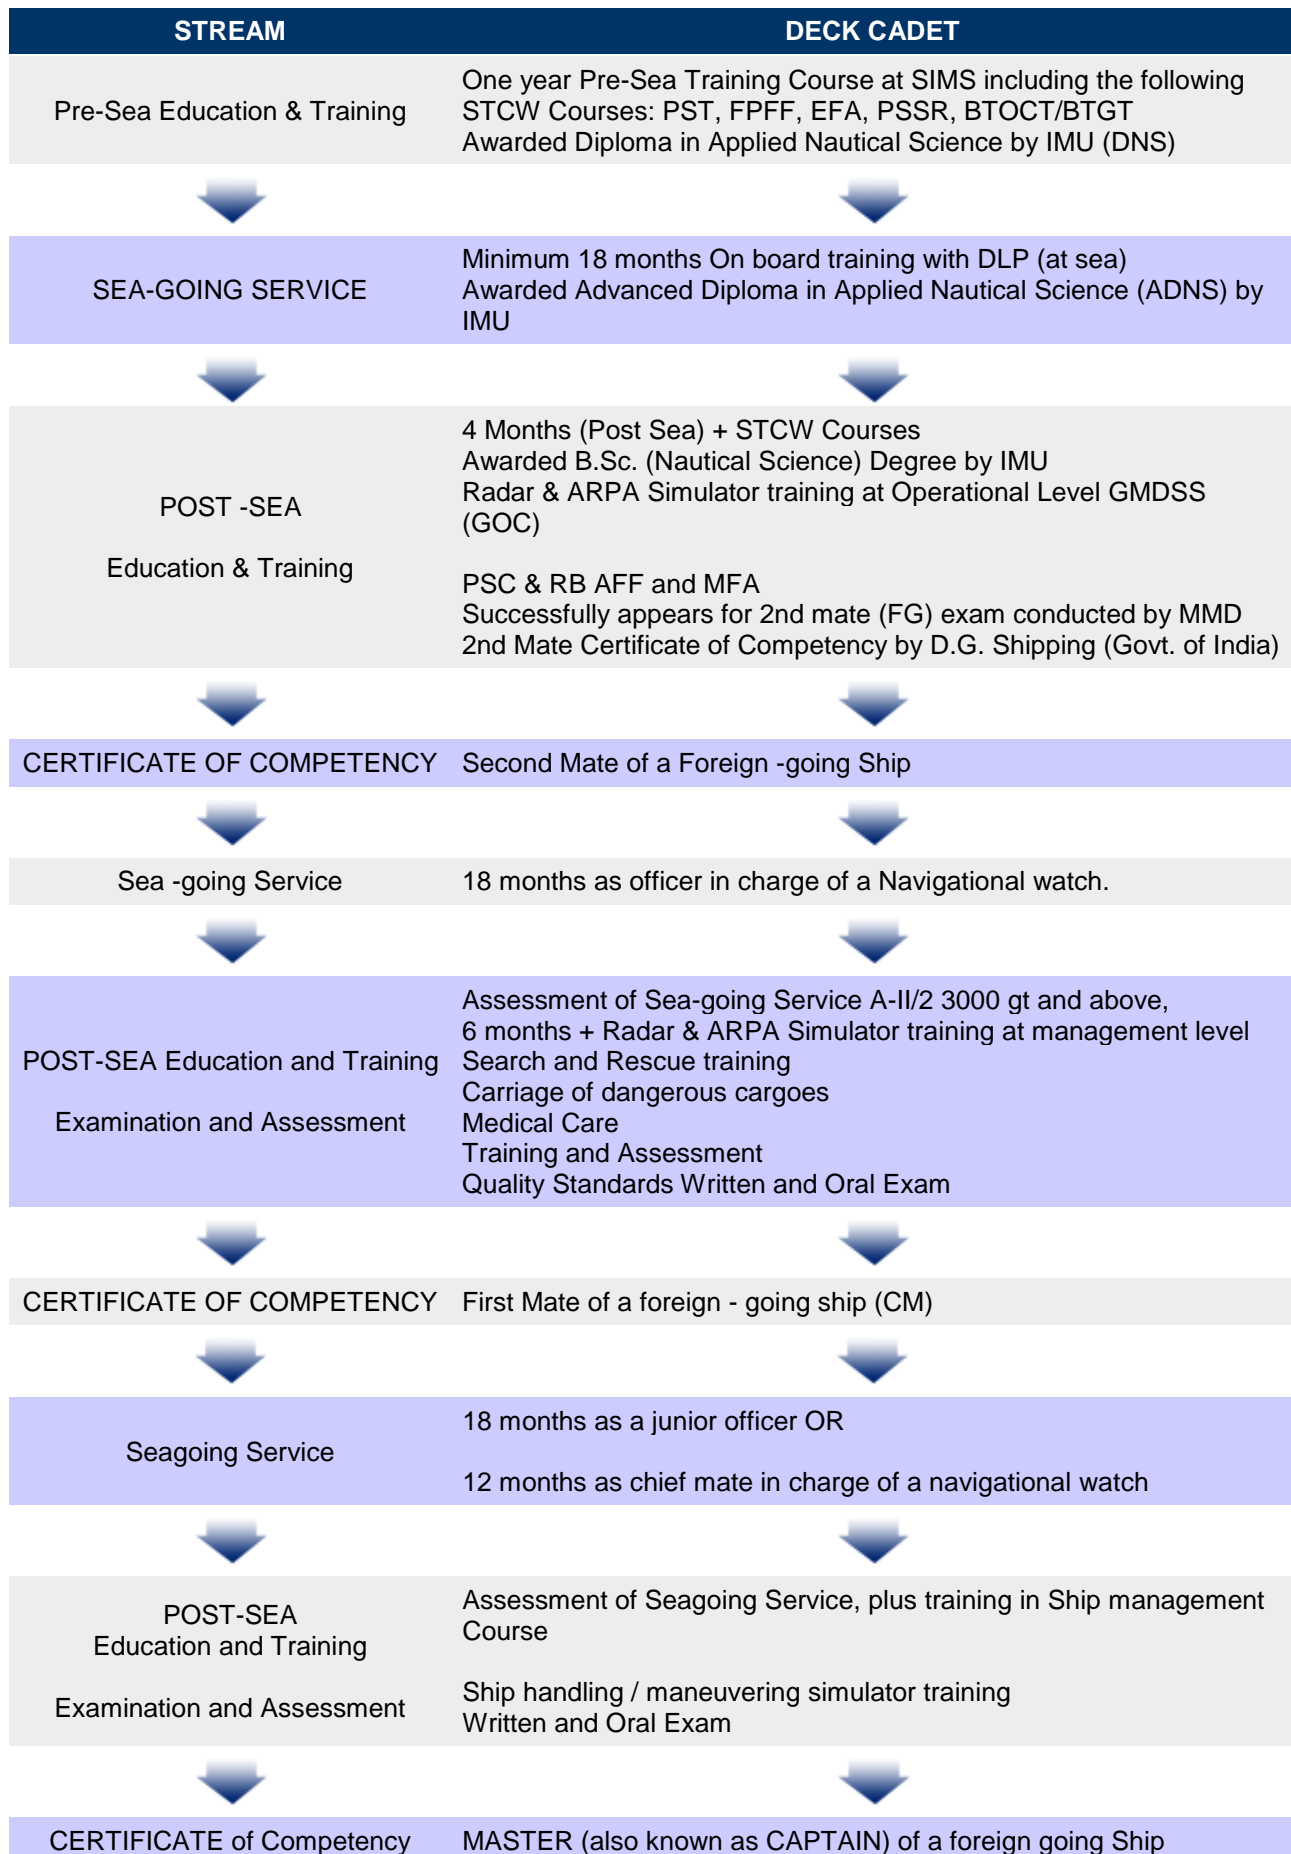 STREAM
DECK CADET
Pre-Sea Education & Training
One year Pre-Sea Training Course at SIMS including the following
STCW Courses: PST, FPFF, EFA, PSSR, BTOCT/BTGT
Awarded Diploma in Applied Nautical Science by IMU (DNS)
SEA-GOING SERVICE
Minimum 18 months On board training with DLP (at sea)
Awarded Advanced Diploma in Applied Nautical Science (ADNS) by
IMU
POST -SEA
Education & Training
4 Months (Post Sea) + STCW Courses
Awarded B.Sc. (Nautical Science) Degree by IMU
Radar & ARPA Simulator training at Operational Level GMDSS
(GOC)
PSC & RB AFF and MFA
Successfully appears for 2nd mate (FG) exam conducted by MMD
2nd Mate Certificate of Competency by D.G. Shipping (Govt. of India)
CERTIFICATE OF COMPETENCY
Second Mate of a Foreign -going Ship
Sea -going Service
18 months as officer in charge of a Navigational watch.
POST-SEA Education and Training
Examination and Assessment
Assessment of Sea-going Service A-II/2 3000 gt and above,
6 months + Radar & ARPA Simulator training at management level
Search and Rescue training
Carriage of dangerous cargoes
Medical Care
Training and Assessment
Quality Standards Written and Oral Exam
CERTIFICATE OF COMPETENCY
First Mate of a foreign - going ship (CM)
Seagoing Service
18 months as a junior officer OR
12 months as chief mate in charge of a navigational watch
POST-SEA
Education and Training
Examination and Assessment
Assessment of Seagoing Service, plus training in Ship management
Course
Ship handling / maneuvering simulator training
Written and Oral Exam
CERTIFICATE of Competency
MASTER (also known as CAPTAIN) of a foreign going Ship